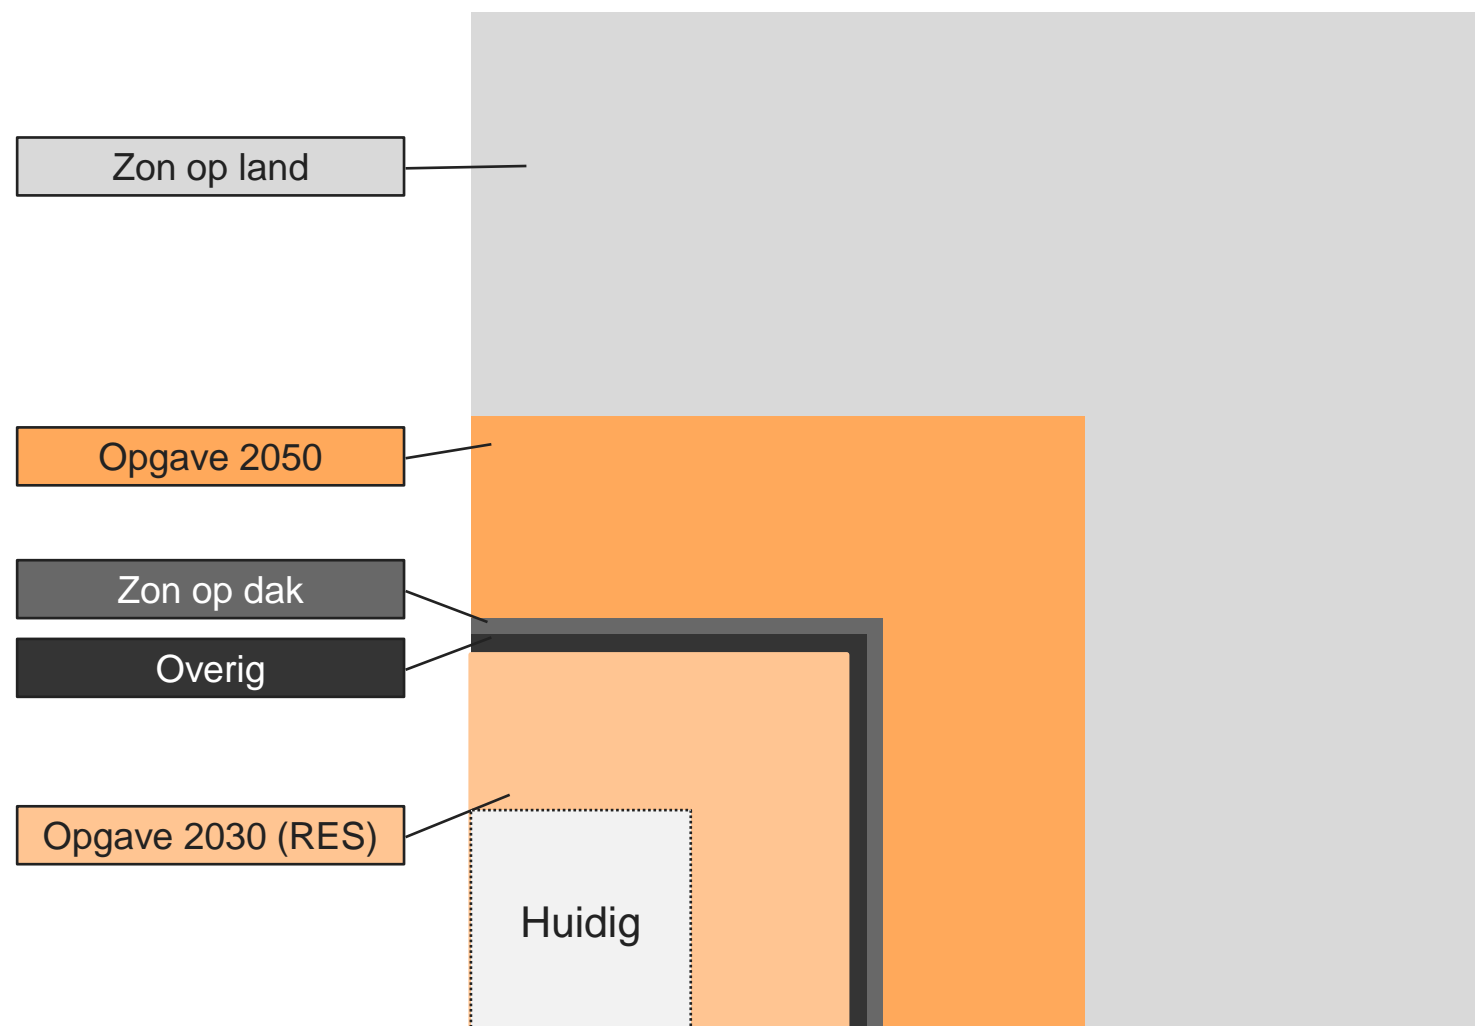 Zon op land
Opgave 2050
Zon op dak
Overig
Opgave 2030 (RES)
Huidig